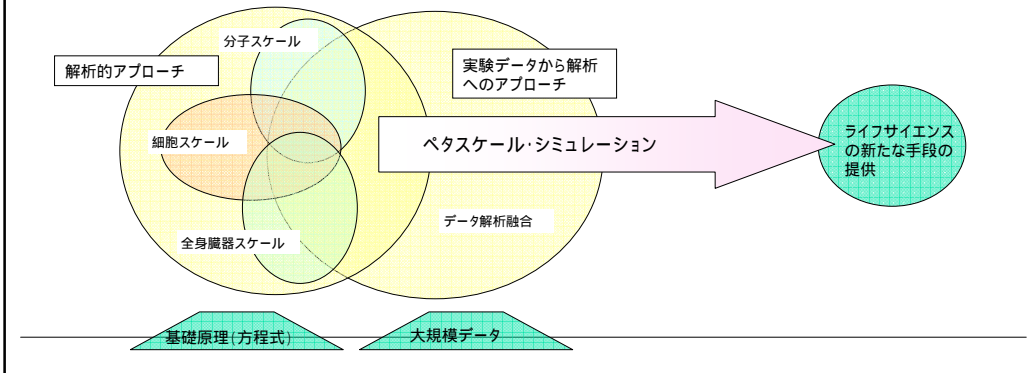 分子スケール
解析的アプローチ
実験データから解析
へのアプローチ
細胞スケール
ペタスケール・シミュレーション
ライフサイエンス
の新たな手段の
提供
データ解析融合
全身臓器スケール
基礎原理(方程式)
大規模データ